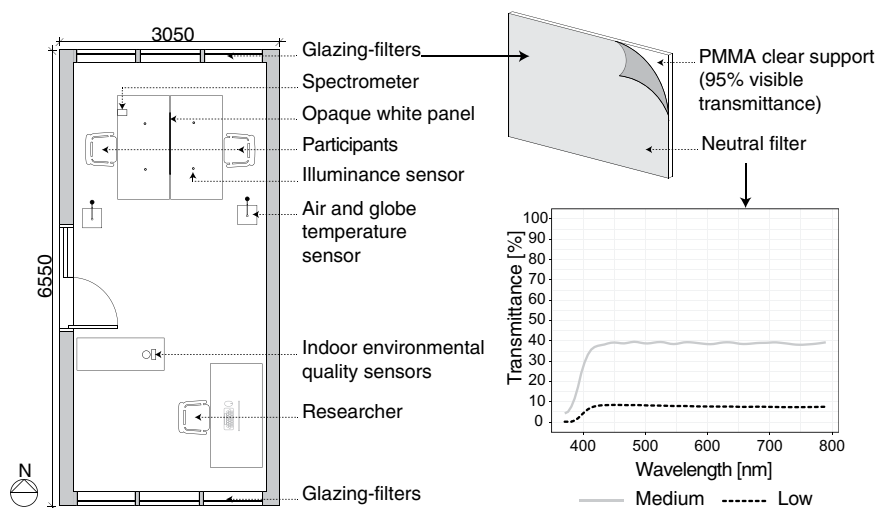 3050
6550
Glazing-filters
Spectrometer
Opaque white panel
Participants
Illuminance sensor
Air and globe
temperature
sensor
Indoor environmental
quality sensors
Researcher
Glazing-filters
N
PMMA clear support
(95% visible
transmittance)
Neutral filter
Transmittance [%]
100
90
80
70
60
50
40
30
20
10
0
400 500 600 700 800
Wavelength [nm]
Medium Low